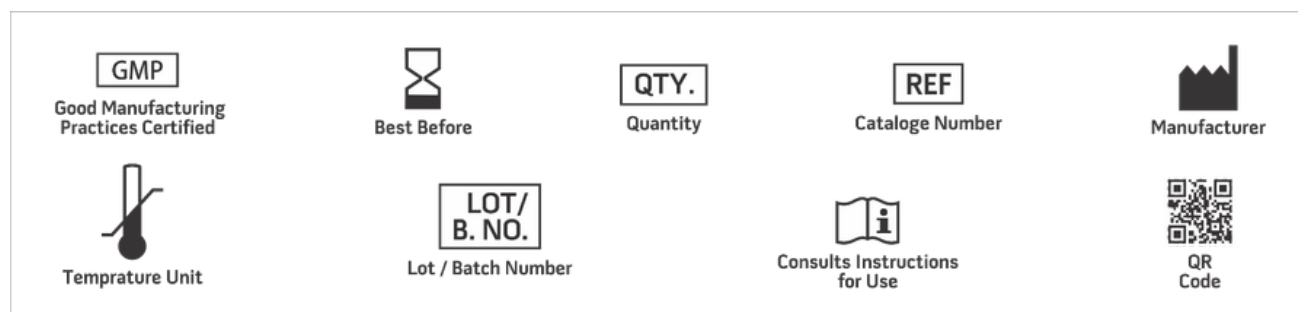 GMP
Good Manufacturing
Practices Certified
Best Before
QTY.
Quantity
REF
Cataloge Number
Manufacturer
Temprature Unit
LOT/
B. NO.
Lot / Batch Number
i
Consults Instructions
for Use
QR
Code